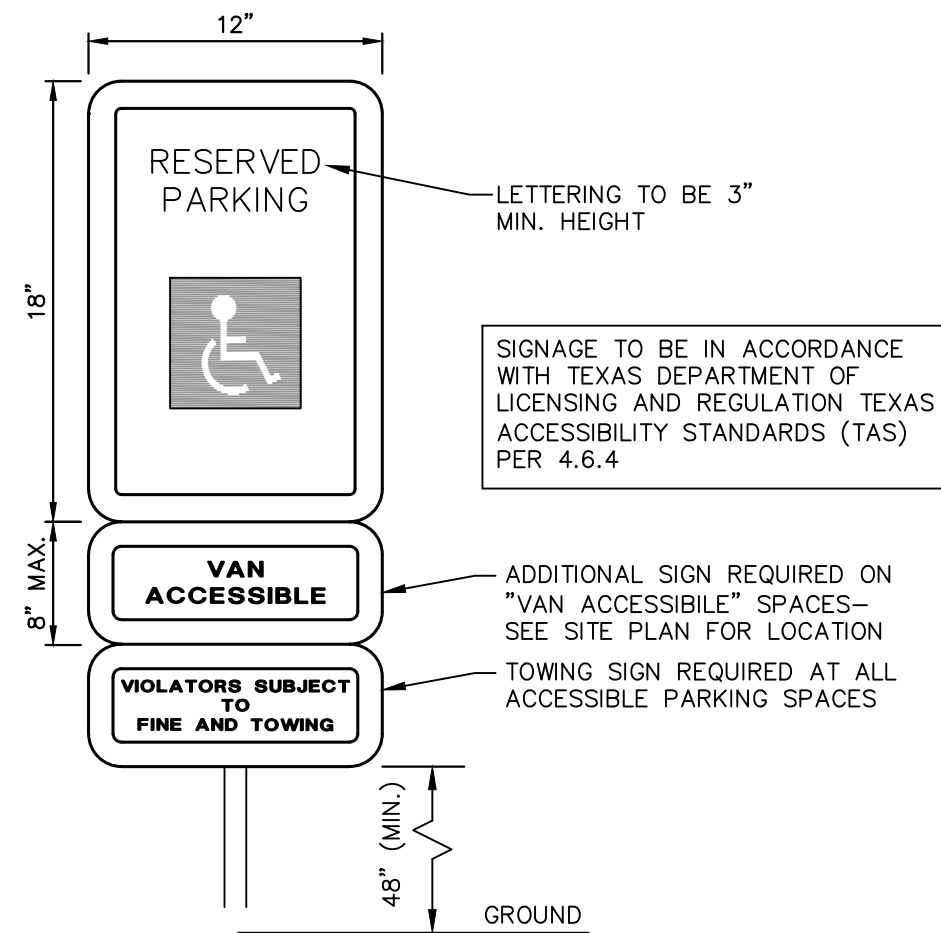 12”
RESERVED
PARKING
LETTERING TO BE 3”
MIN. HEIGHT
18”
SIGNAGE TO BE IN ACCORDANCE
WITH TEXAS DEPARTMENT OF
LICENSING AND REGULATION TEXAS
ACCESSIBILITY STANDARDS (TAS)
PER 4.6.4
8” MAX.
VAN
ACCESSIBLE
ADDITIONAL SIGN REQUIRED ON
”VAN ACCESSIBILE” SPACES–
SEE SITE PLAN FOR LOCATION
VIOLATORS SUBJECT
TO
FINE AND TOWING
TOWING SIGN REQUIRED AT ALL
ACCESSIBLE PARKING SPACES
48” (MIN.)
GROUND